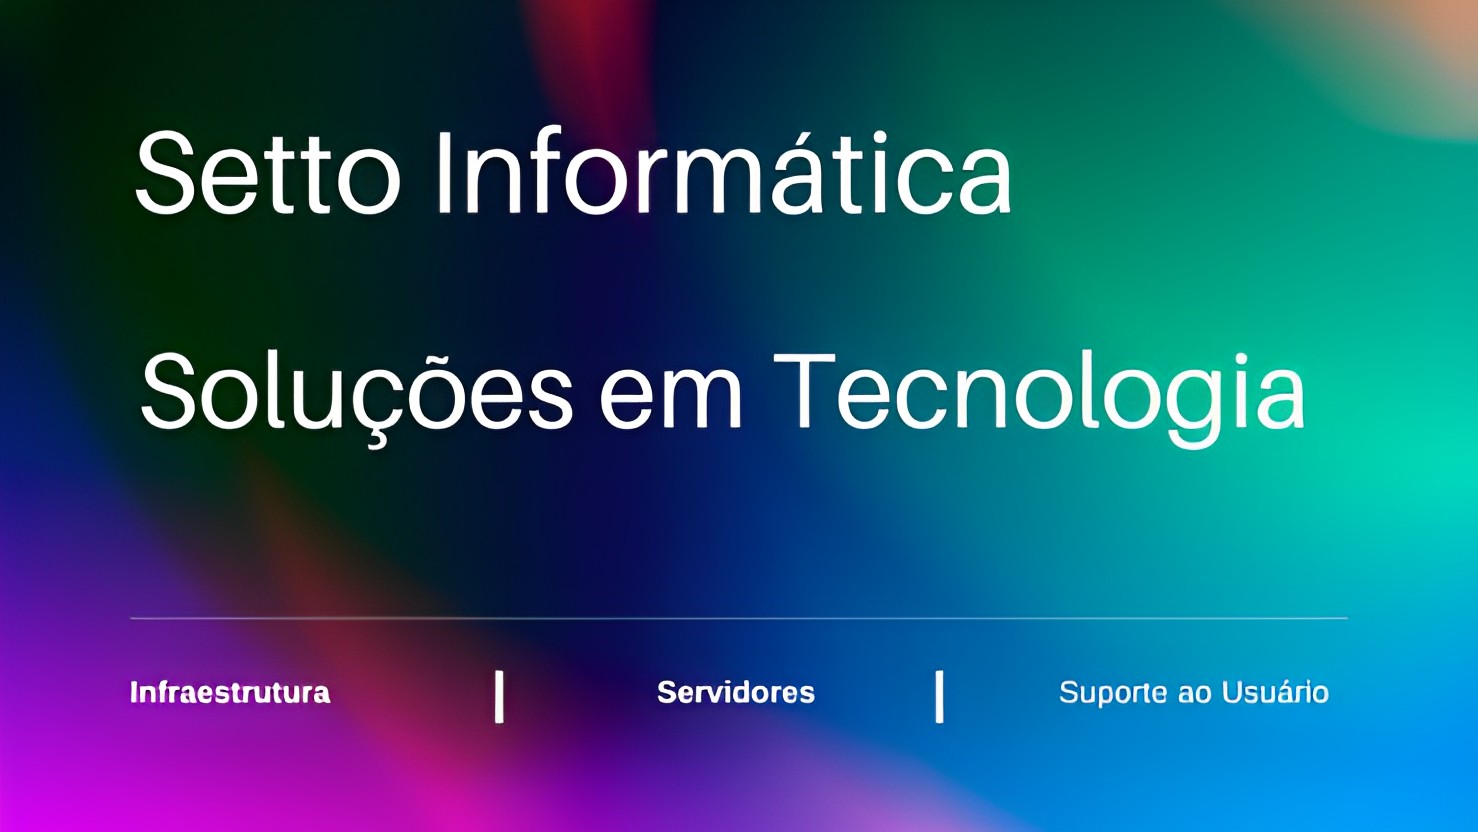 Setto Informática
Soluções em Tecnologia
Infraestrutura | Servidores | Suporte ao Usuário